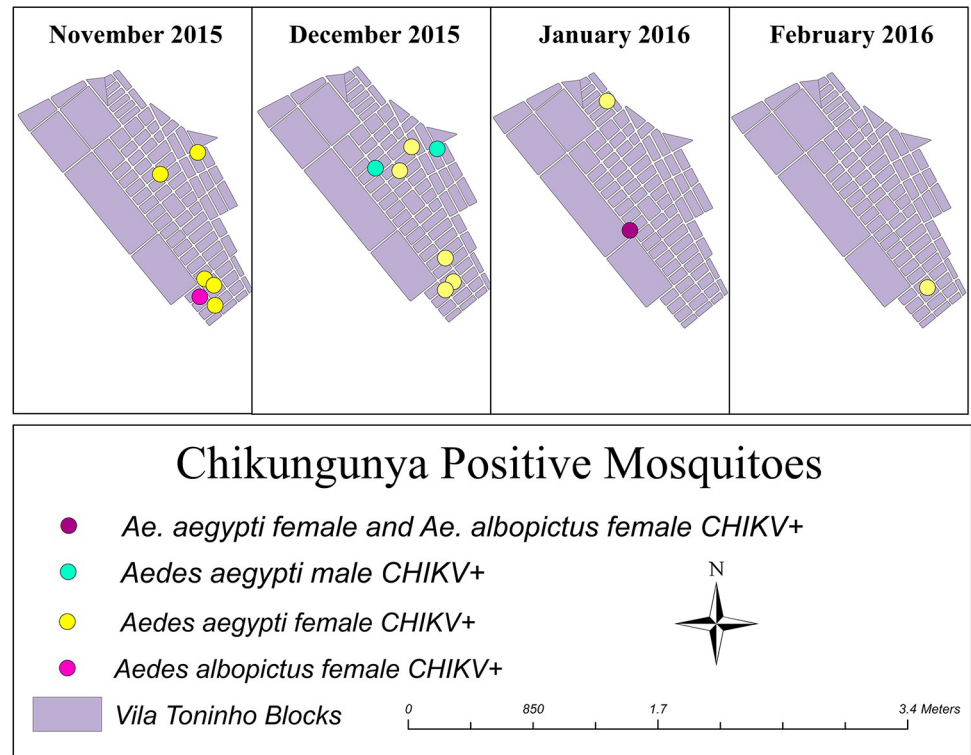 November 2015
December 2015
January 2016
February 2016
Chikungunya Positive Mosquitoes
Ae. aegypti female and Ae. albopictus female CHIKV+
Aedes aegypti male CHIKV+
Aedes aegypti female CHIKV+
Aedes albopictus female CHIKV+
Vila Toninho Blocks
N
0 850 1.7 3.4 Meters